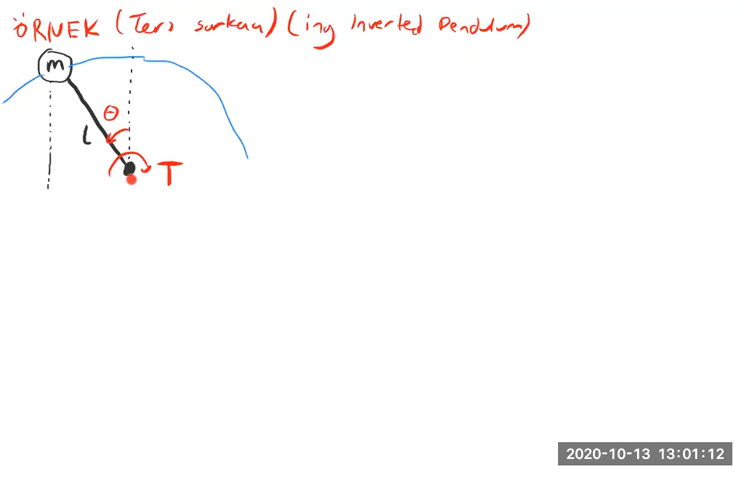 ÖRNEK (Ters sarkaç) (ing Inverted Pendulum)
m
θ
l
T
2020-10-13 13:01:12